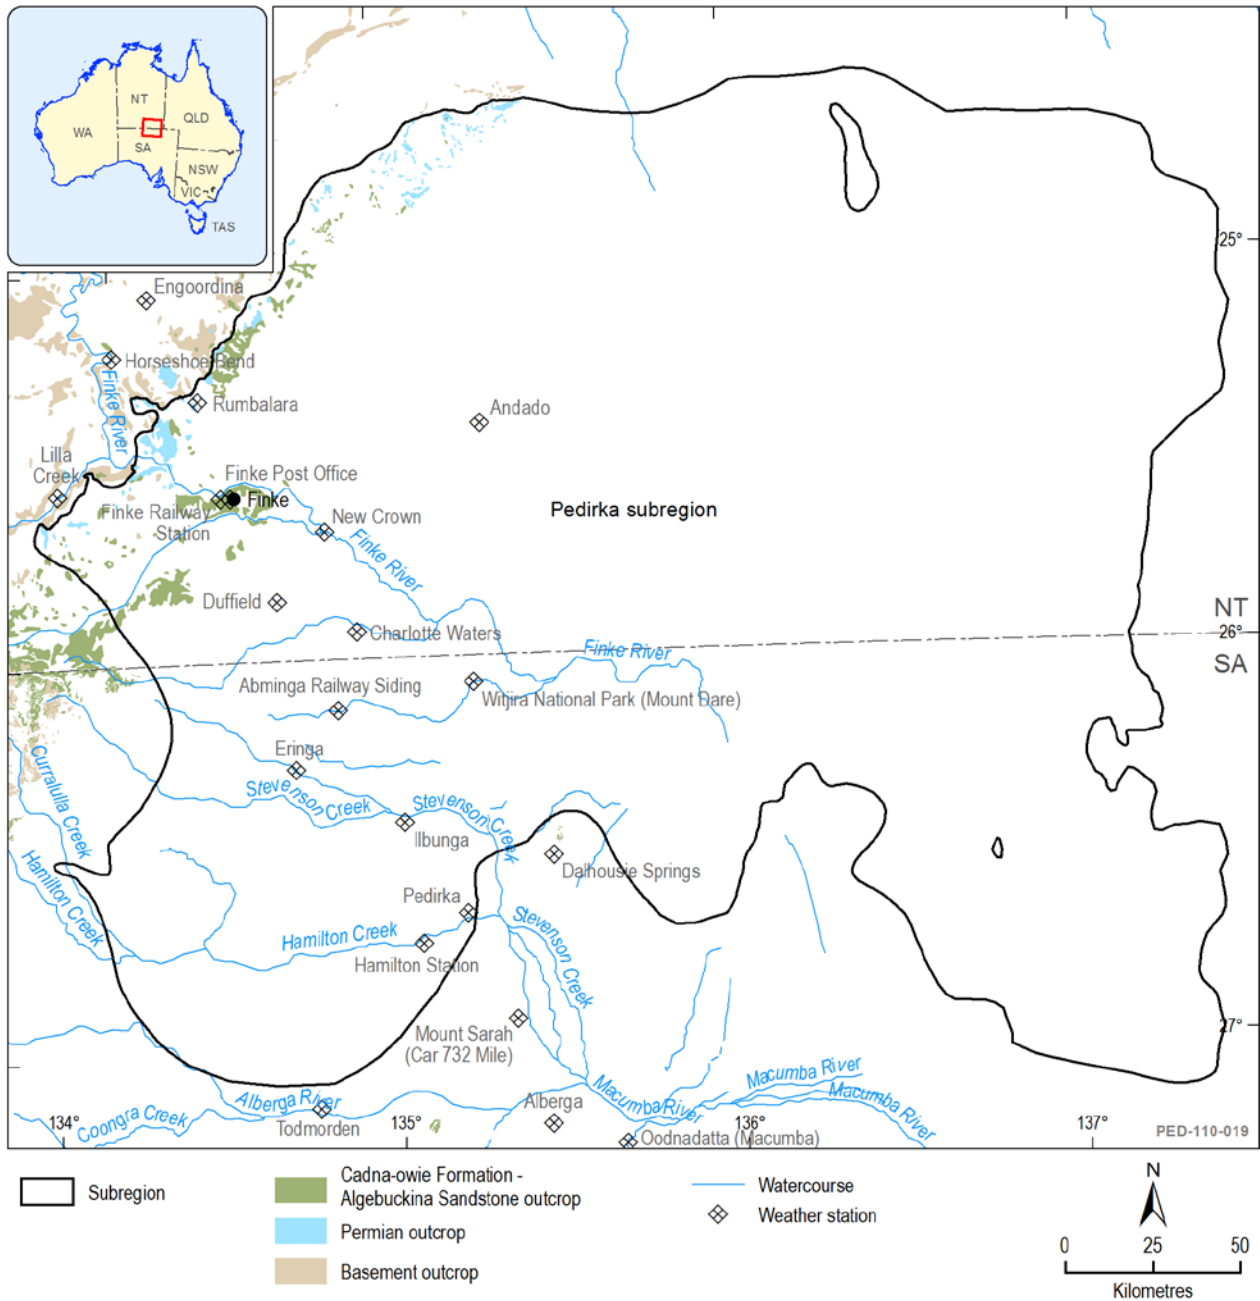 NT
QLD
WA
SA
NSW
VIC
TAS
25°
Engoordina
Horseshoe Bend
Finke River
Rumbalara
Andado
Lilla
Creek
Finke Post Office
Finke
Finke Railway
Station
New Crown
Pedirka subregion
Finke River
Duffield
Charlotte Waters
NT
26°
SA
Finke River
Abminga Railway Siding
Witjira National Park (Mount Dare)
Eringa
Curralulla Creek
Stevenson Creek
Stevenson Creek
Ilbunga
Hamilton Creek
Dalhousie Springs
Pedirka
Stevenson Creek
Hamilton Creek
Hamilton Station
Mount Sarah
(Car 732 Mile)
27°
Macumba River
Macumba River
Macumba River
Alberga River
Alberga
Coongra Creek
Todmorden
Oodnadatta (Macumba)
134°
135°
136°
137°
PED-110-019
Subregion
Cadna-owie Formation -
Algebuckina Sandstone outcrop
Permian outcrop
Basement outcrop
Watercourse
Weather station
N
0 25 50
Kilometres